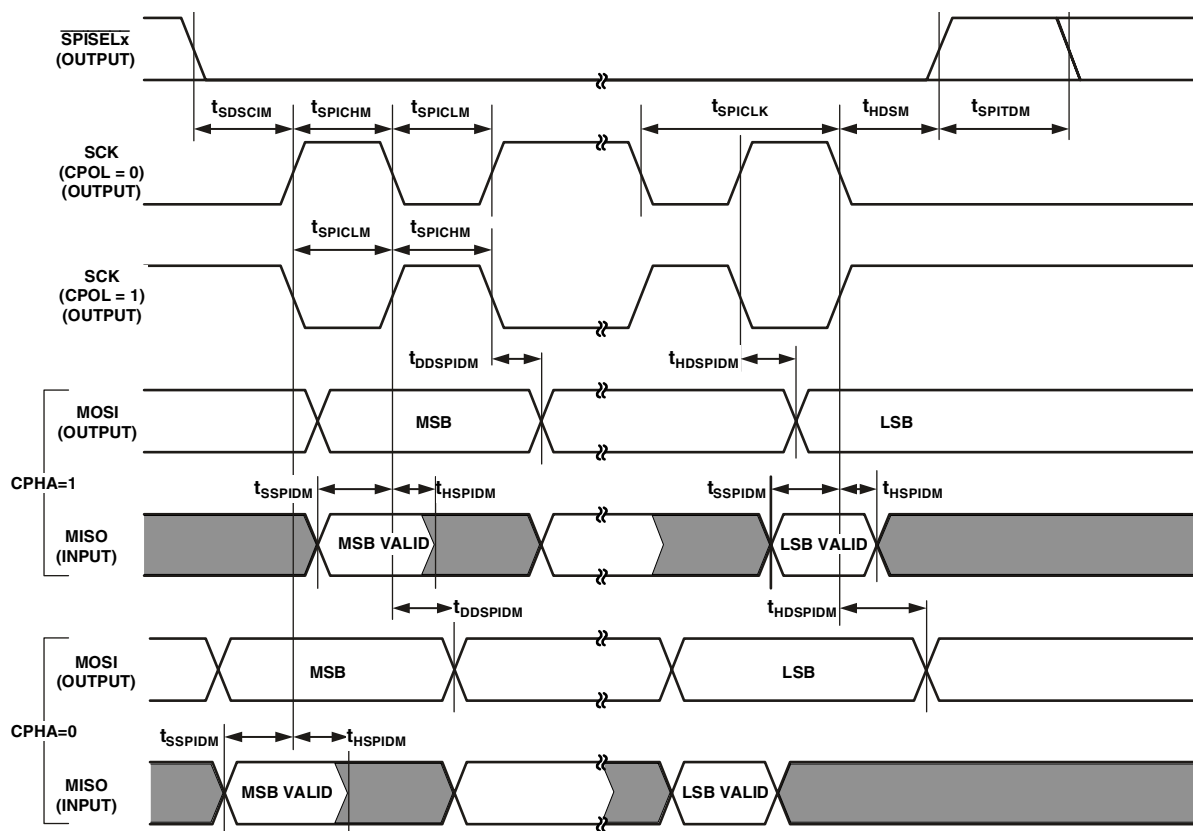 SPISELx
(OUTPUT)
tSDSCIM
tSPICHM
tSPICLM
tSPICLK
tHDSM
tSPITDM
SCK
(CPOL = 0)
(OUTPUT)
tSPICLM
tSPICHM
SCK
(CPOL = 1)
(OUTPUT)
tDDSPIDM
tHDSPIDM
MOSI
(OUTPUT)
MSB
LSB
CPHA=1
tSSPIDM
tHSPIDM
tSSPIDM
tHSPIDM
MISO
(INPUT)
MSB VALID
LSB VALID
tDDSPIDM
tHDSPIDM
MOSI
(OUTPUT)
MSB
LSB
CPHA=0
tSSPIDM
tHSPIDM
MISO
(INPUT)
MSB VALID
LSB VALID